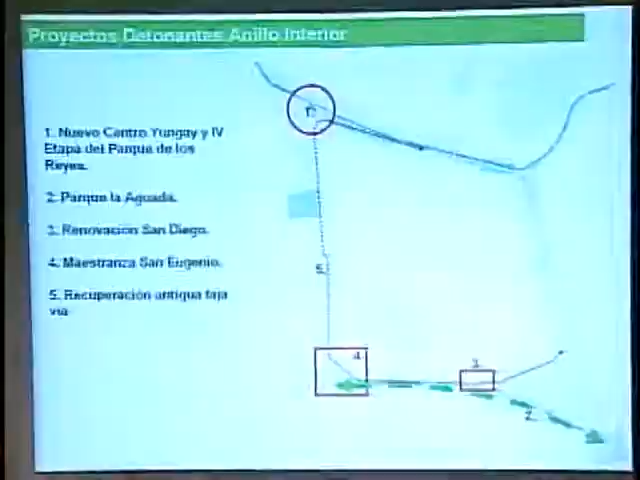 Proyectos Detonantes Anillo Interior
1. Nuevo Centro Yungay y IV
Etapa del Parque de los
Reyes.
2. Parque la Aguada.
3. Renovación San Diego.
4. Maestranza San Eugenio.
5. Recuperación antigua faja
via
1.
5.
4.
3.
2.